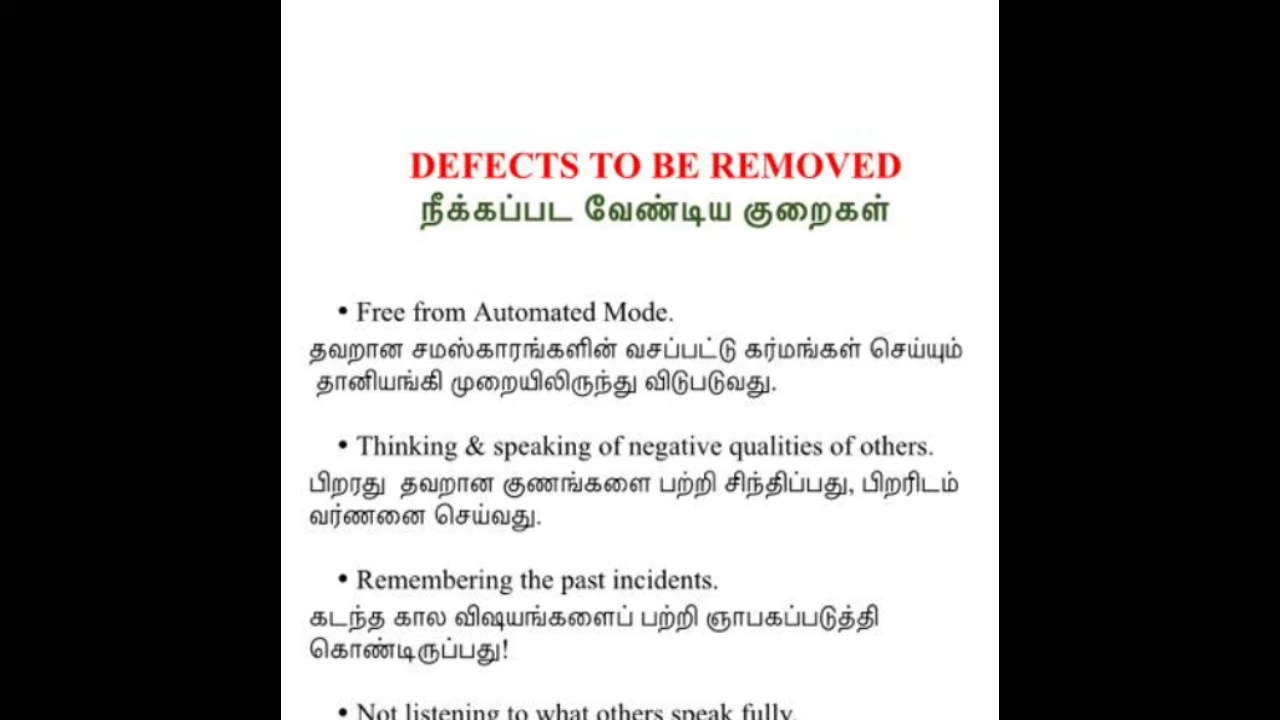 DEFECTS TO BE REMOVED
நீக்கப்பட வேண்டிய குறைகள்
• Free from Automated Mode.
தவறான சமஸ்காரங்களின் வசப்பட்டு கர்மங்கள் செய்யும்
தானியங்கி முறையிலிருந்து விடுபடுவது.
• Thinking & speaking of negative qualities of others.
பிறரது தவறான குணங்களை பற்றி சிந்திப்பது, பிறரிடம்
வர்ணனை செய்வது.
• Remembering the past incidents.
கடந்த கால விஷயங்களைப் பற்றி ஞாபகப்படுத்தி
கொண்டிருப்பது!
• Not listening to what others speak fully.